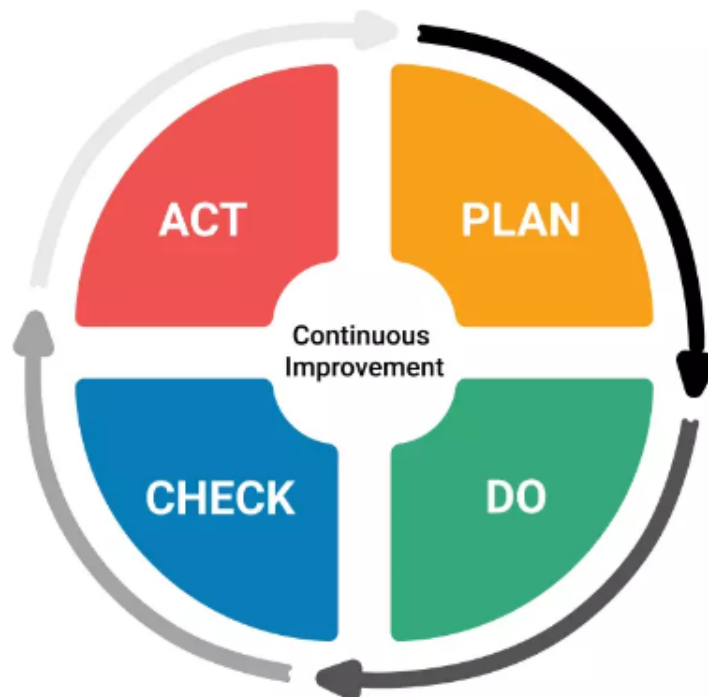 ACT
PLAN
Continuous
Improvement
CHECK
DO